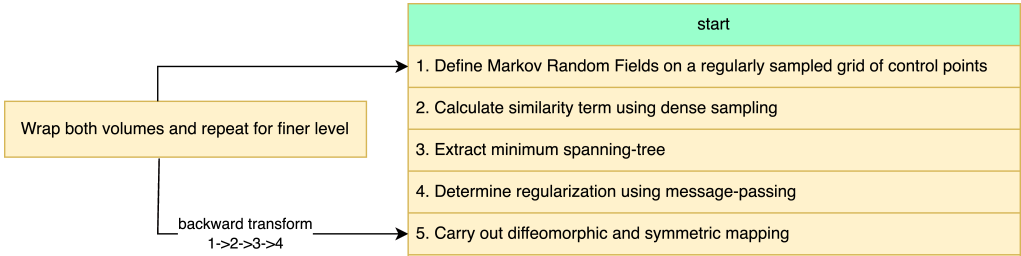 start
1. Define Markov Random Fields on a regularly sampled grid of control points
2. Calculate similarity term using dense sampling
3. Extract minimum spanning-tree
4. Determine regularization using message-passing
5. Carry out diffeomorphic and symmetric mapping
Wrap both volumes and repeat for finer level
backward transform
1->2->3->4